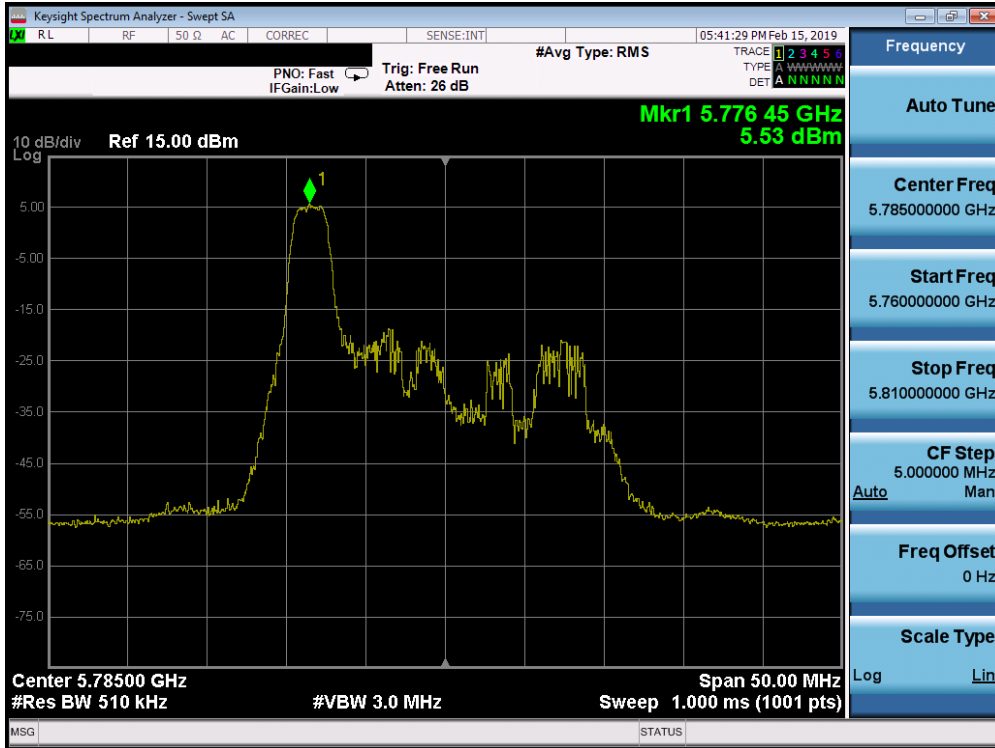 Keysight Spectrum Analyzer - Swept SA
LXI RL RF 50 Ω AC CORREC SENSE:INT 05:41:29 PM Feb 15, 2019
#Avg Type: RMS
TRACE 1 2 3 4 5 6
PNO: Fast Trig: Free Run
TYPE A WWWWW
IFGain:Low Atten: 26 dB
DET A N N N N N
Mkr1 5.776 45 GHz
5.53 dBm
10 dB/div Ref 15.00 dBm
Log
1
5.00
-5.00
-15.0
-25.0
-35.0
-45.0
-55.0
-65.0
-75.0
Center 5.78500 GHz Span 50.00 MHz
#Res BW 510 kHz #VBW 3.0 MHz Sweep 1.000 ms (1001 pts)
MSG STATUS
Frequency
Auto Tune
Center Freq
5.785000000 GHz
Start Freq
5.760000000 GHz
Stop Freq
5.810000000 GHz
CF Step
5.000000 MHz
Auto Man
Freq Offset
0 Hz
Scale Type
Log Lin